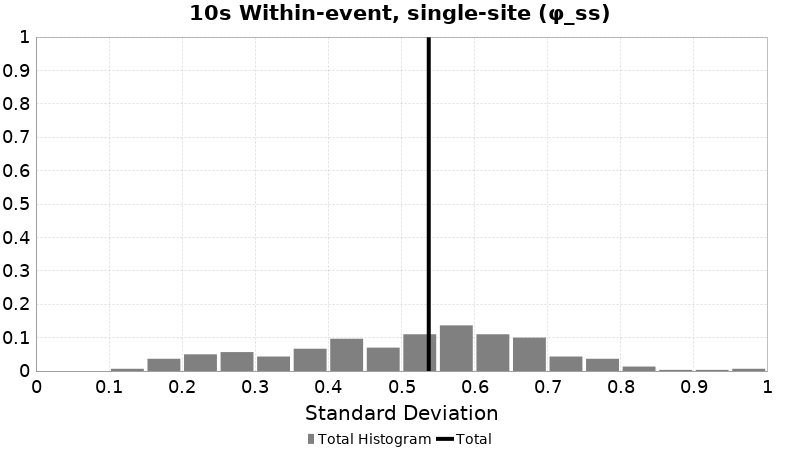 10s Within-event, single-site (φ_ss)
1
0.9
0.8
0.7
0.6
0.5
0.4
0.3
0.2
0.1
0
0 0.1 0.2 0.3 0.4 0.5 0.6 0.7 0.8 0.9 1
Standard Deviation
Total Histogram Total